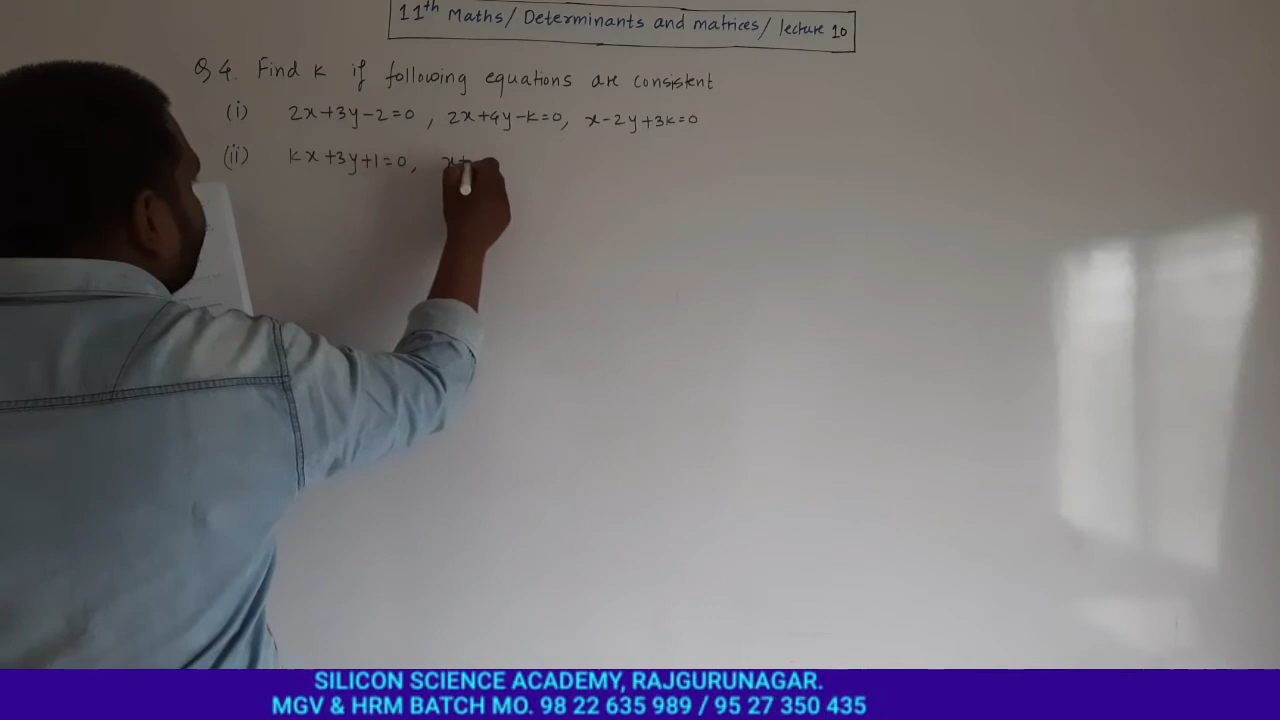 11th Maths/ Determinants and matrices/ lecture 10
Q 4. Find k if following equations are consistent
(i) 2x+3y-2=0, 2x+4y-k=0, x-2y+3k=0
(ii) kx+3y+1=0, x+
SILICON SCIENCE ACADEMY, RAJGURUNAGAR.
MGV & HRM BATCH MO. 98 22 635 989 / 95 27 350 435